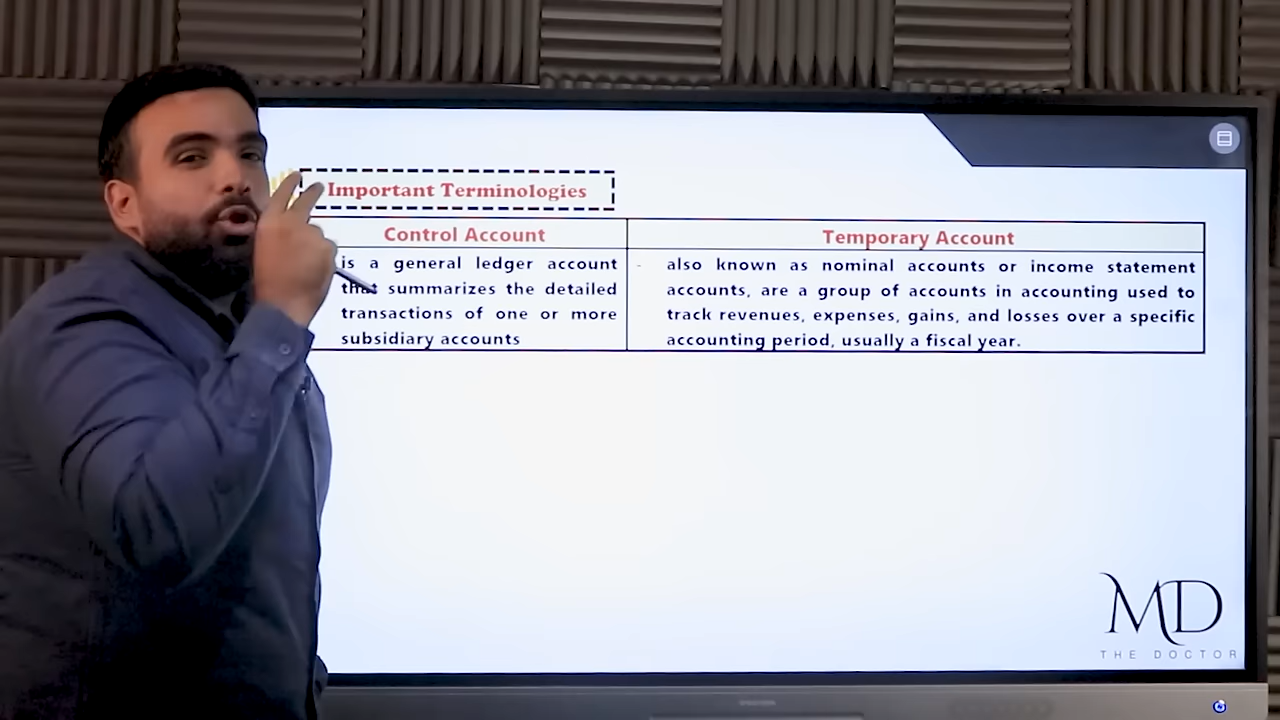 Important Terminologies
Control Account
is a general ledger account
that summarizes the detailed
transactions of one or more
subsidiary accounts
Temporary Account
- also known as nominal accounts or income statement
accounts, are a group of accounts in accounting used to
track revenues, expenses, gains, and losses over a specific
accounting period, usually a fiscal year.
MD
THE DOCTOR